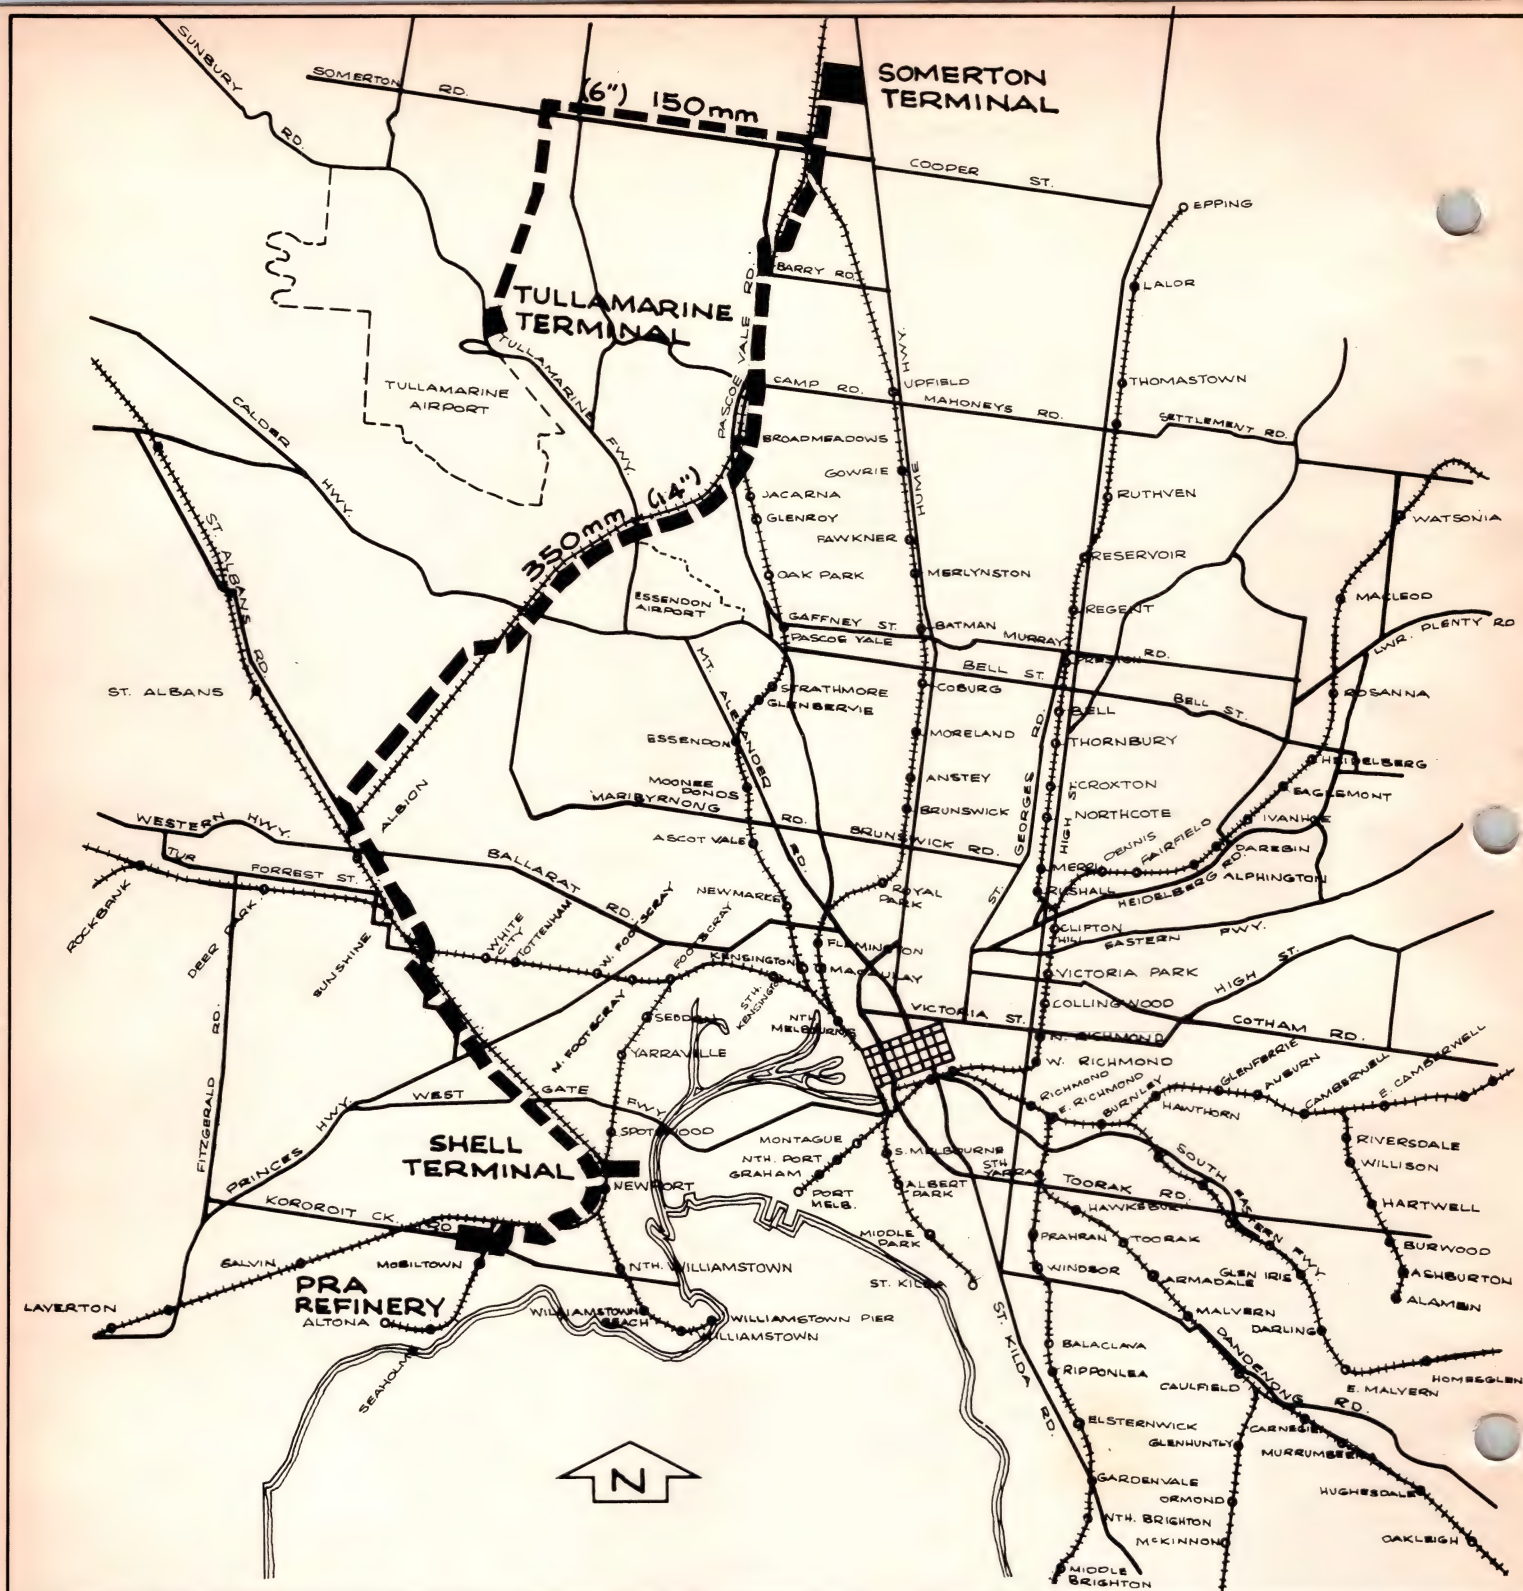 SUNBURY
RD.
SOMERTON RD.
(6") 150mm
SOMERTON
TERMINAL
COOPER ST.
EPPING
BARRY RD.
LALOR
TULLAMARINE
TERMINAL
PASCOE VALE RD.
TULLAMARINE FWY.
TULLAMARINE
AIRPORT
CAMP RD.
HUME HWY.
UPFIELD
MAHONEYS RD.
THOMASTOWN
SETTLEMENT RD.
CALDER HWY.
BROADMEADOWS
GOWRIE
JACARNA
GLENROY
RUTHVEN
WATSONIA
350mm (14")
FAWKNER
RESERVOIR
ST. ALBANS RD.
OAK PARK
MERLYNSTON
ESSENDON
AIRPORT
REGENT
MACLEOD
LWR. PLENTY RD
GAFFNEY ST.
BATMAN
MURRAY RD.
PASCOE VALE
PRESTON
BELL ST.
BELL ST.
ST. ALBANS
MT. ALEXANDER RD.
STRATHMORE
GLENBERVIE
COBURG
ROSANNA
BELL
ESSENDON
MORELAND
GEORGES RD.
THORNBURY
HEIDELBERG
MOONEE
PONDS
ANSTEY
CROXTON
EAGLEMONT
ALBION
MARIBYRNONG RD.
BRUNSWICK
HIGH ST.
NORTHCOTE
IVANHOE
WESTERN HWY.
ASCOT VALE
BRUNSWICK RD.
ST.
DENNIS
FAIRFIELD
DAREBIN
TUR
FORREST ST.
BALLARAT RD.
MERRI
ALPHINGTON
ROCKBANK
DEER PARK
SUNSHINE
NEWMARKET
ROYAL
PARK
RUSHALL
HEIDELBERG RD.
WHITE
CITY
TOTTENHAM
W. FOOTSCRAY
FOOTSCRAY
FLEMINGTON
CLIFTON
HILL
EASTERN FWY.
KENSINGTON
MACAULAY
VICTORIA PARK
HIGH ST.
STH.
KENSINGTON
COLLINGWOOD
SEDDON
NTH.
MELBOURNE
VICTORIA ST.
COTHAM RD.
N. FOOTSCRAY
N. RICHMOND
YARRAVILLE
W. RICHMOND
GLENFERRIE
AUBURN
CAMBERWELL
E. CAMBERWELL
FITZGERALD RD.
WEST GATE FWY.
RICHMOND
E. RICHMOND
BURNLEY
HAWTHORN
PRINCES HWY.
SHELL
TERMINAL
SPOTSWOOD
MONTAGUE
NTH. PORT
GRAHAM
S. MELBOURNE
STH
YARRA
SOUTH EASTERN FWY.
RIVERSDALE
WILLISON
NEWPORT
PORT
MELB.
ALBERT
PARK
TOORAK RD.
HARTWELL
KOROROIT CK. RD
HAWKSBURN
MIDDLE
PARK
PRAHRAN
TOORAK
BURWOOD
GALVIN
MOBILTOWN
NTH. WILLIAMSTOWN
ST. KILDA
WINDSOR
ARMADALE
GLEN IRIS
ASHBURTON
ALAMEIN
PRA
REFINERY
LAVERTON
ALTONA
WILLIAMSTOWN
BEACH
WILLIAMSTOWN PIER
WILLIAMSTOWN
ST. KILDA RD.
MALVERN
DARLING
SEAHOLM
BALACLAVA
DANDENONG RD.
RIPPONLEA
CAULFIELD
E. MALVERN
HOMESGLEN
ELSTERNWICK
CARNEGIE
GLENHUNTLY
MURRUMBEENA
N
GARDENVALE
ORMOND
HUGHESDALE
NTH. BRIGHTON
McKINNON
OAKLEIGH
MIDDLE
BRIGHTON